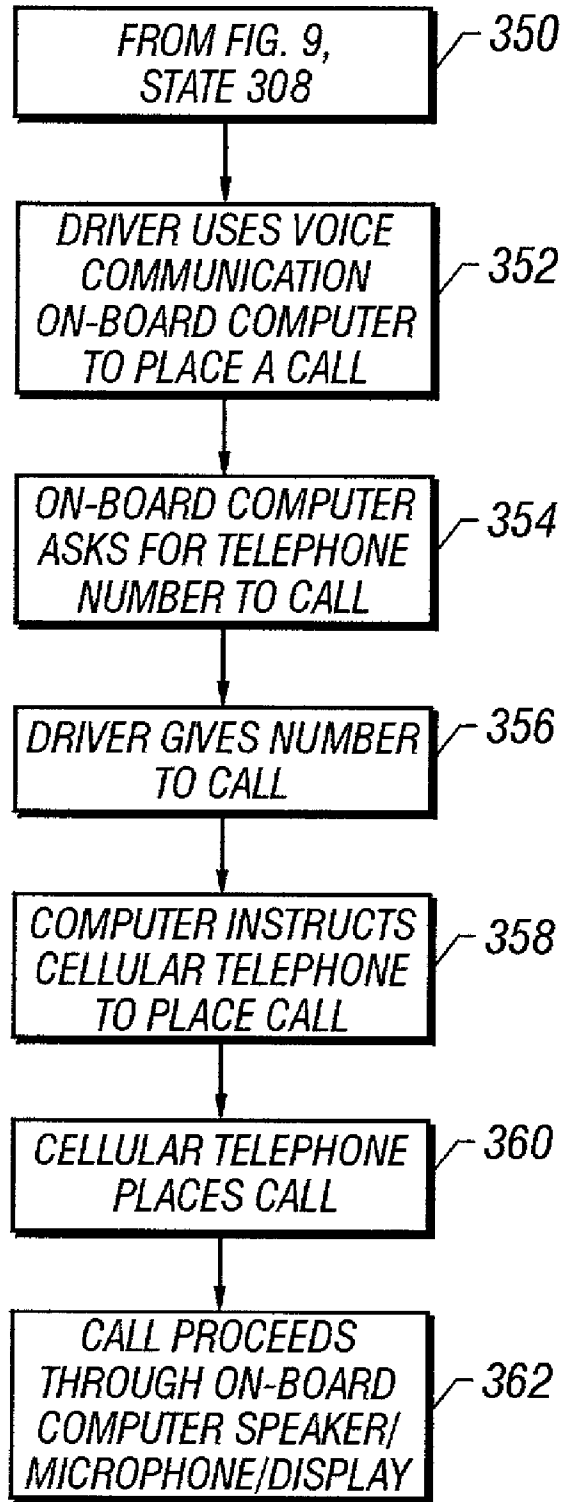 FROM FIG. 9,
STATE 308
350
DRIVER USES VOICE
COMMUNICATION
ON-BOARD COMPUTER
TO PLACE A CALL
352
ON-BOARD COMPUTER
ASKS FOR TELEPHONE
NUMBER TO CALL
354
DRIVER GIVES NUMBER
TO CALL
356
COMPUTER INSTRUCTS
CELLULAR TELEPHONE
TO PLACE CALL
358
CELLULAR TELEPHONE
PLACES CALL
360
CALL PROCEEDS
THROUGH ON-BOARD
COMPUTER SPEAKER/
MICROPHONE/DISPLAY
362